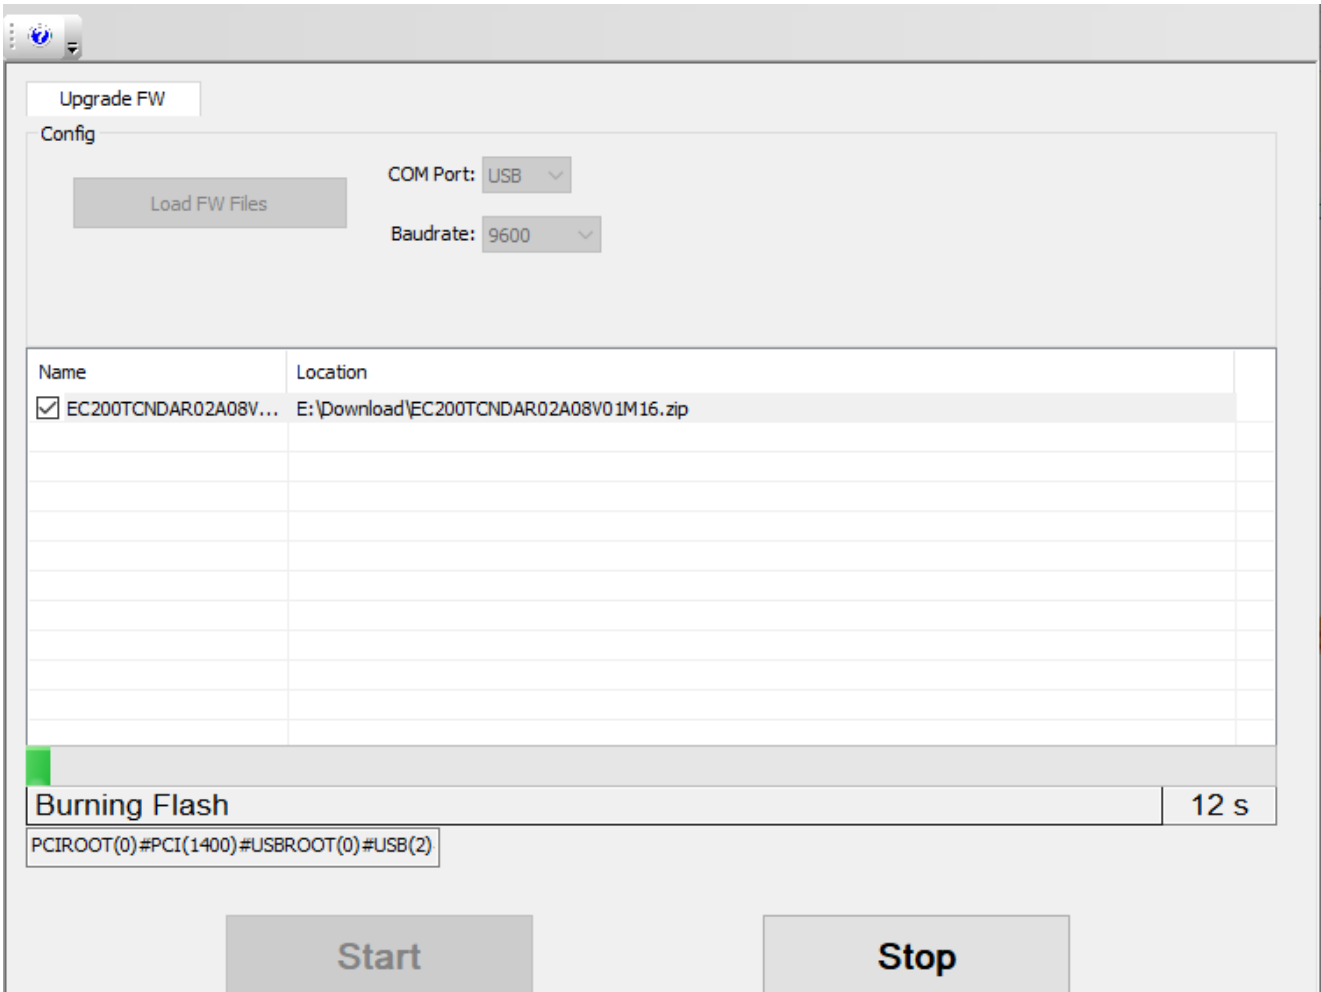 Upgrade FW
Config
Load FW Files
COM Port: USB
Baudrate: 9600
Name Location
EC200TCNDAR02A08V... E:\Download\EC200TCNDAR02A08V01M16.zip
Burning Flash 12 s
PCIROOT(0)#PCI(1400)#USBROOT(0)#USB(2)
Start Stop